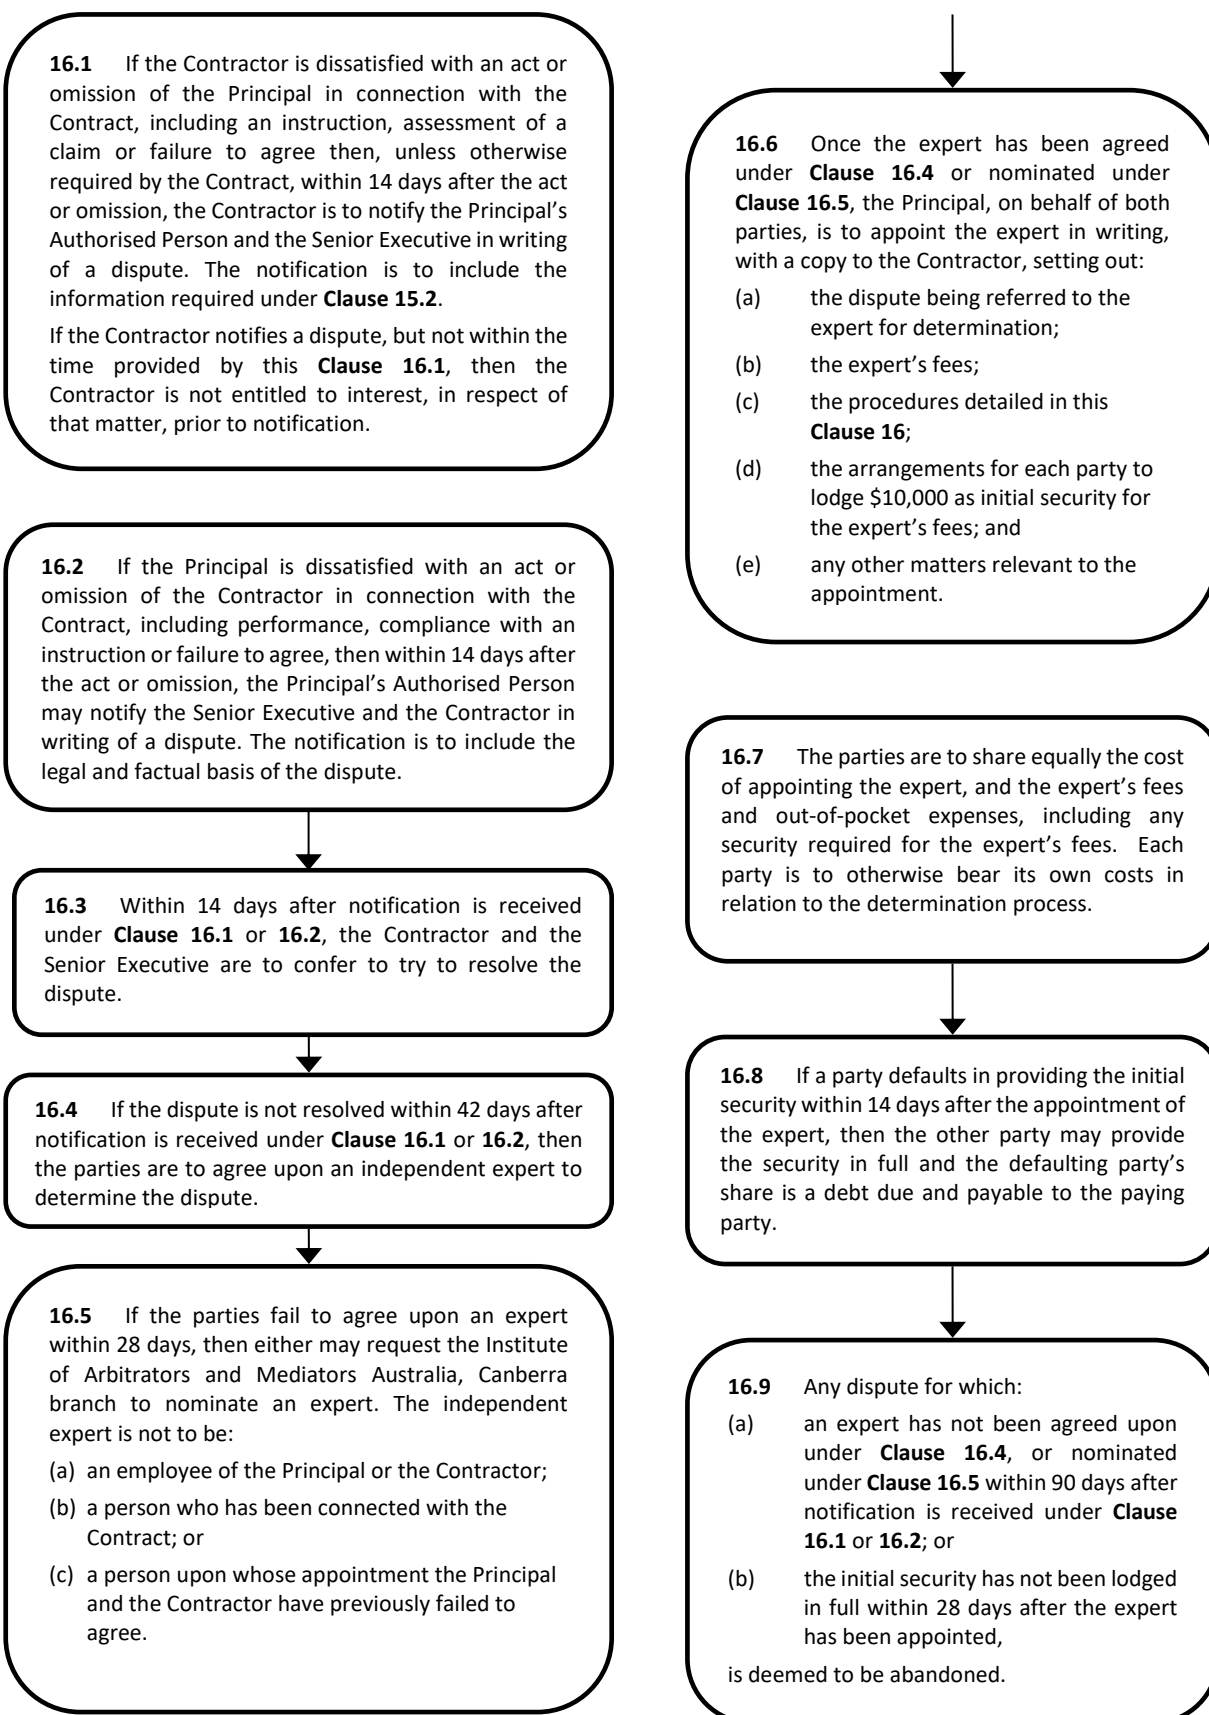 16.1 If the Contractor is dissatisfied with an act or
omission of the Principal in connection with the
Contract, including an instruction, assessment of a
claim or failure to agree then, unless otherwise
required by the Contract, within 14 days after the act
or omission, the Contractor is to notify the Principal’s
Authorised Person and the Senior Executive in writing
of a dispute. The notification is to include the
information required under Clause 15.2.
If the Contractor notifies a dispute, but not within the
time provided by this Clause 16.1, then the
Contractor is not entitled to interest, in respect of
that matter, prior to notification.
16.2 If the Principal is dissatisfied with an act or
omission of the Contractor in connection with the
Contract, including performance, compliance with an
instruction or failure to agree, then within 14 days after
the act or omission, the Principal’s Authorised Person
may notify the Senior Executive and the Contractor in
writing of a dispute. The notification is to include the
legal and factual basis of the dispute.
16.3 Within 14 days after notification is received
under Clause 16.1 or 16.2, the Contractor and the
Senior Executive are to confer to try to resolve the
dispute.
16.4 If the dispute is not resolved within 42 days after
notification is received under Clause 16.1 or 16.2, then
the parties are to agree upon an independent expert to
determine the dispute.
16.5 If the parties fail to agree upon an expert
within 28 days, then either may request the Institute
of Arbitrators and Mediators Australia, Canberra
branch to nominate an expert. The independent
expert is not to be:
(a) an employee of the Principal or the Contractor;
(b) a person who has been connected with the
Contract; or
(c) a person upon whose appointment the Principal
and the Contractor have previously failed to
agree.
16.6 Once the expert has been agreed
under Clause 16.4 or nominated under
Clause 16.5, the Principal, on behalf of both
parties, is to appoint the expert in writing,
with a copy to the Contractor, setting out:
(a) the dispute being referred to the
expert for determination;
(b) the expert’s fees;
(c) the procedures detailed in this
Clause 16;
(d) the arrangements for each party to
lodge $10,000 as initial security for
the expert’s fees; and
(e) any other matters relevant to the
appointment.
16.7 The parties are to share equally the cost
of appointing the expert, and the expert’s fees
and out-of-pocket expenses, including any
security required for the expert’s fees. Each
party is to otherwise bear its own costs in
relation to the determination process.
16.8 If a party defaults in providing the initial
security within 14 days after the appointment of
the expert, then the other party may provide
the security in full and the defaulting party’s
share is a debt due and payable to the paying
party.
16.9 Any dispute for which:
(a) an expert has not been agreed upon
under Clause 16.4, or nominated
under Clause 16.5 within 90 days after
notification is received under Clause
16.1 or 16.2; or
(b) the initial security has not been lodged
in full within 28 days after the expert
has been appointed,
is deemed to be abandoned.